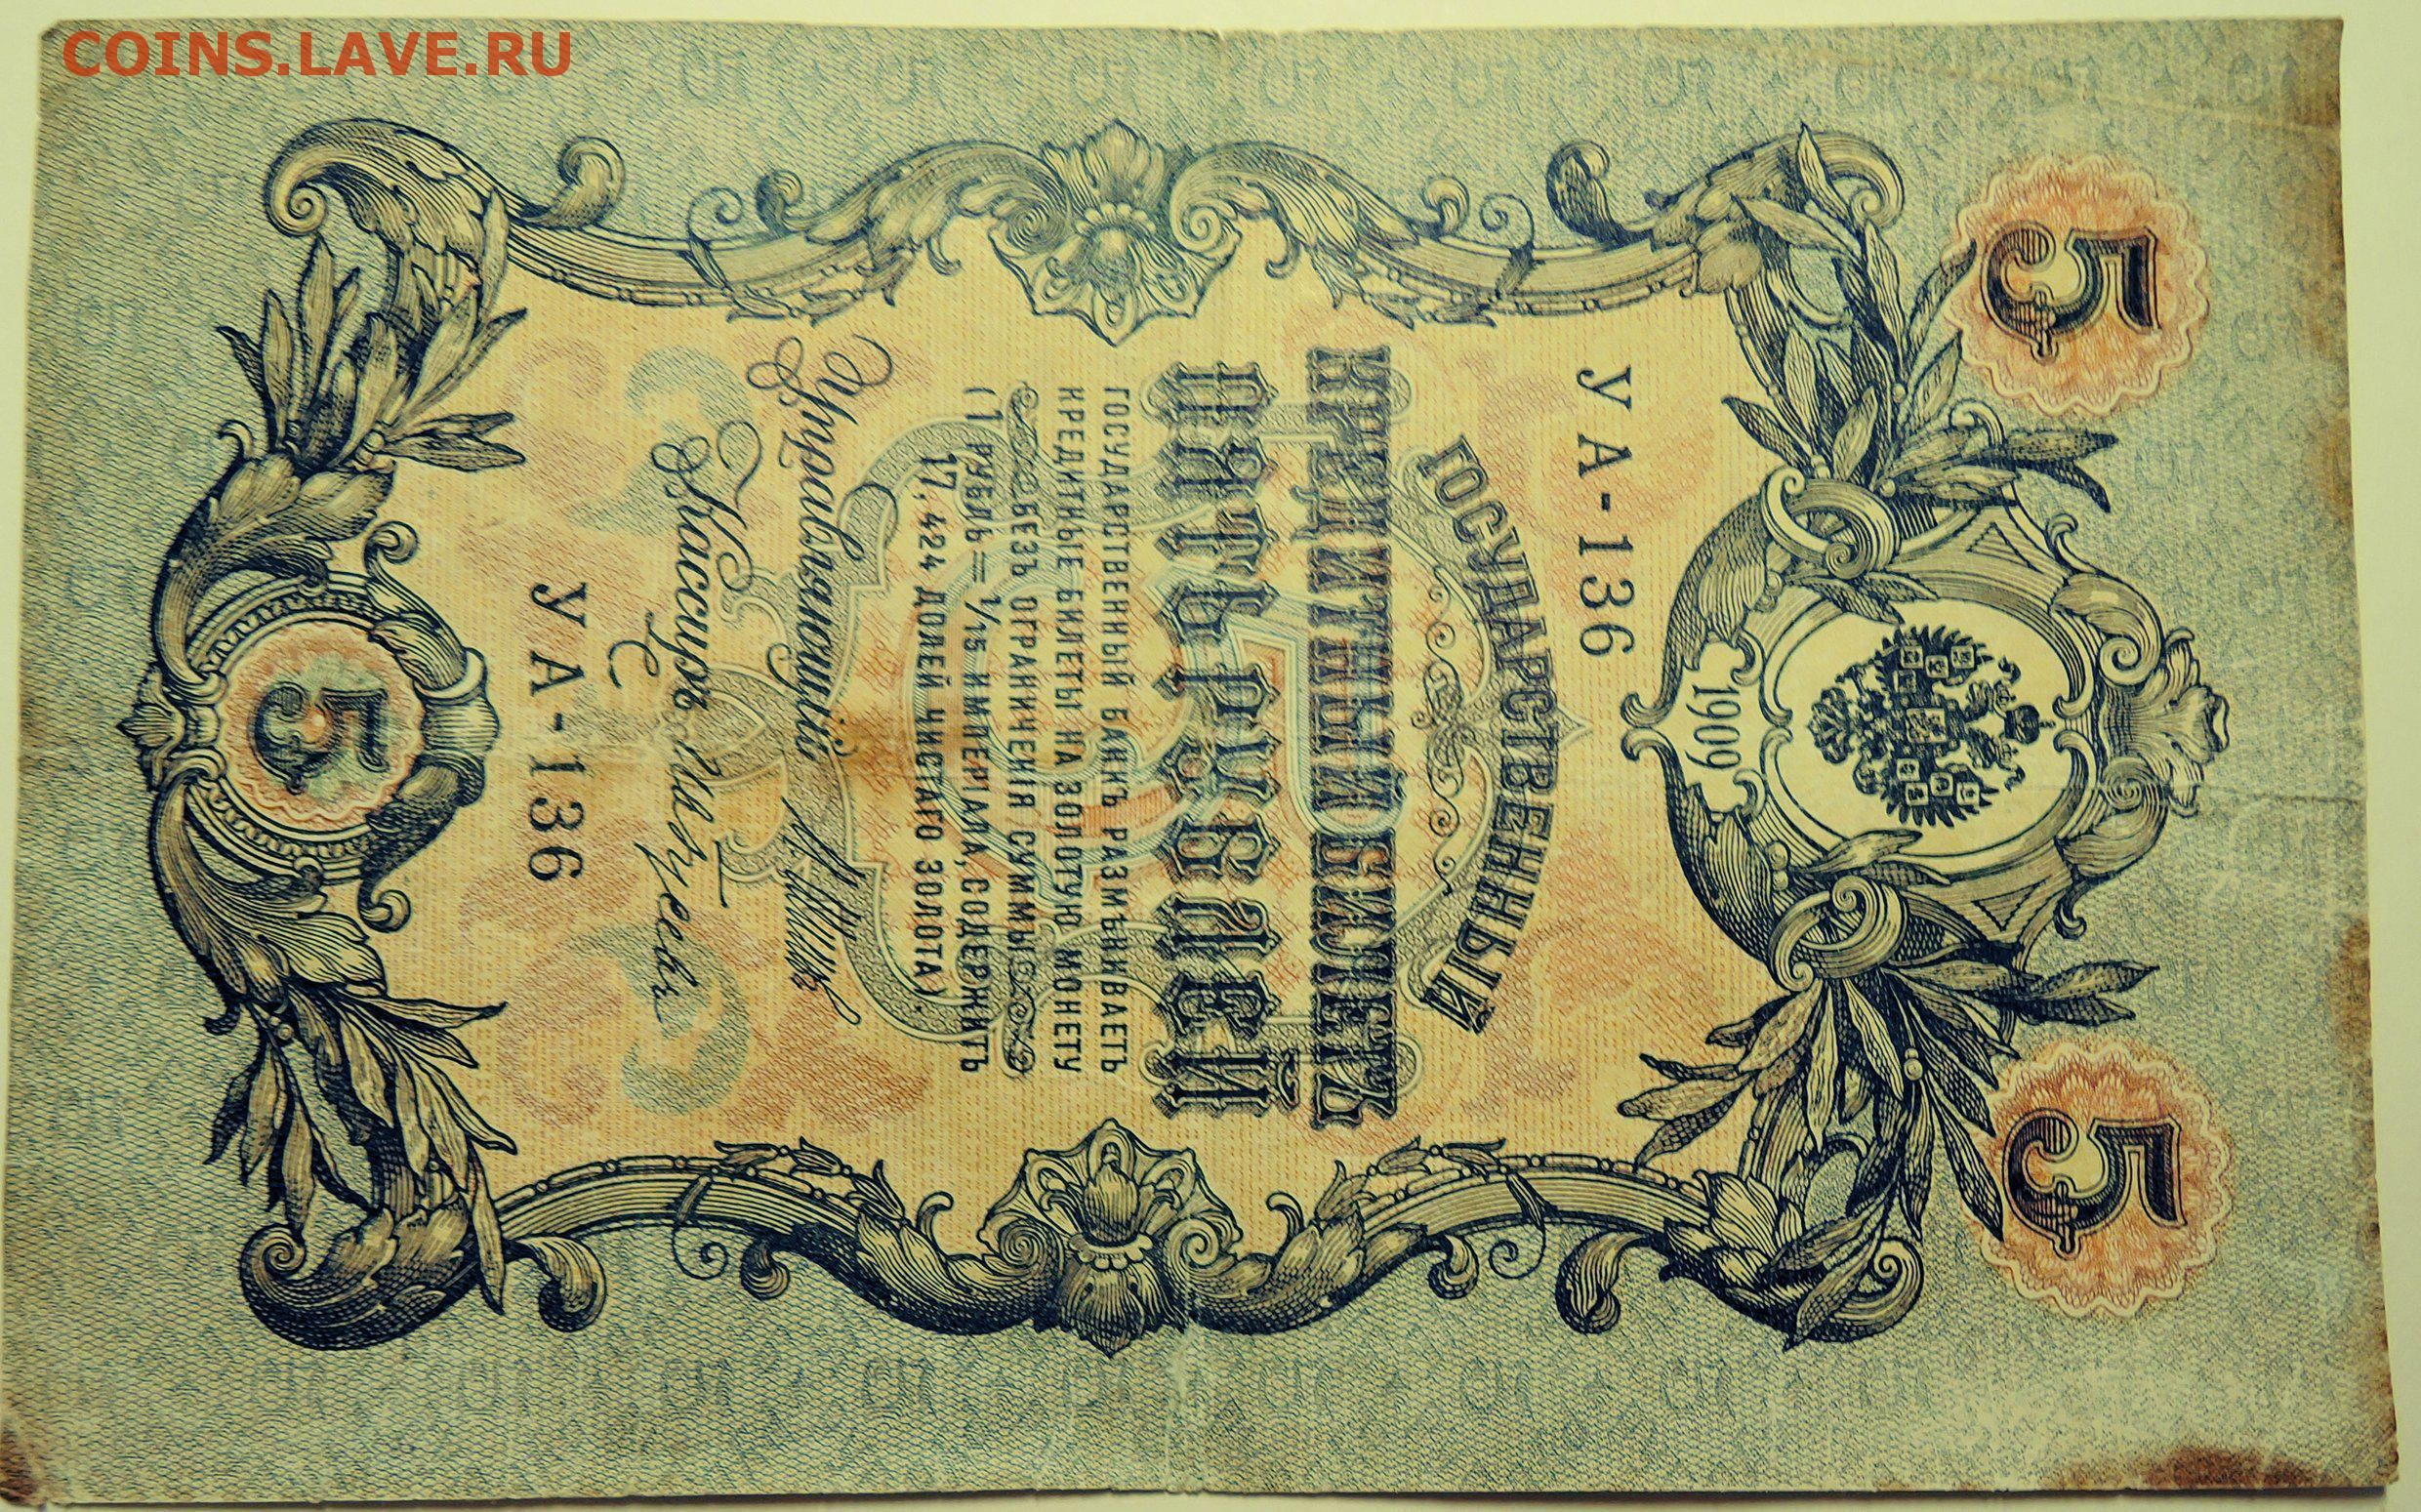 COINS.LAVE.RU
5
5
1909
УА-136
ГОСУДАРСТВЕННЫЙ
КРЕДИТНЫЙ БИЛЕТЪ
ПЯТЬ РУБЛЕЙ
ГОСУДАРСТВЕННЫЙ БАНКЪ РАЗМѢНИВАЕТЪ
КРЕДИТНЫЕ БИЛЕТЫ НА ЗОЛОТУЮ МОНЕТУ
БЕЗЪ ОГРАНИЧЕНІЯ СУММЫ
(1 РУБЛЬ = 1/15 ИМПЕРІАЛА, СОДЕРЖИТЪ
17,424 ДОЛЕЙ ЧИСТАГО ЗОЛОТА)
Управляющій
Кассиръ
УА-136
5